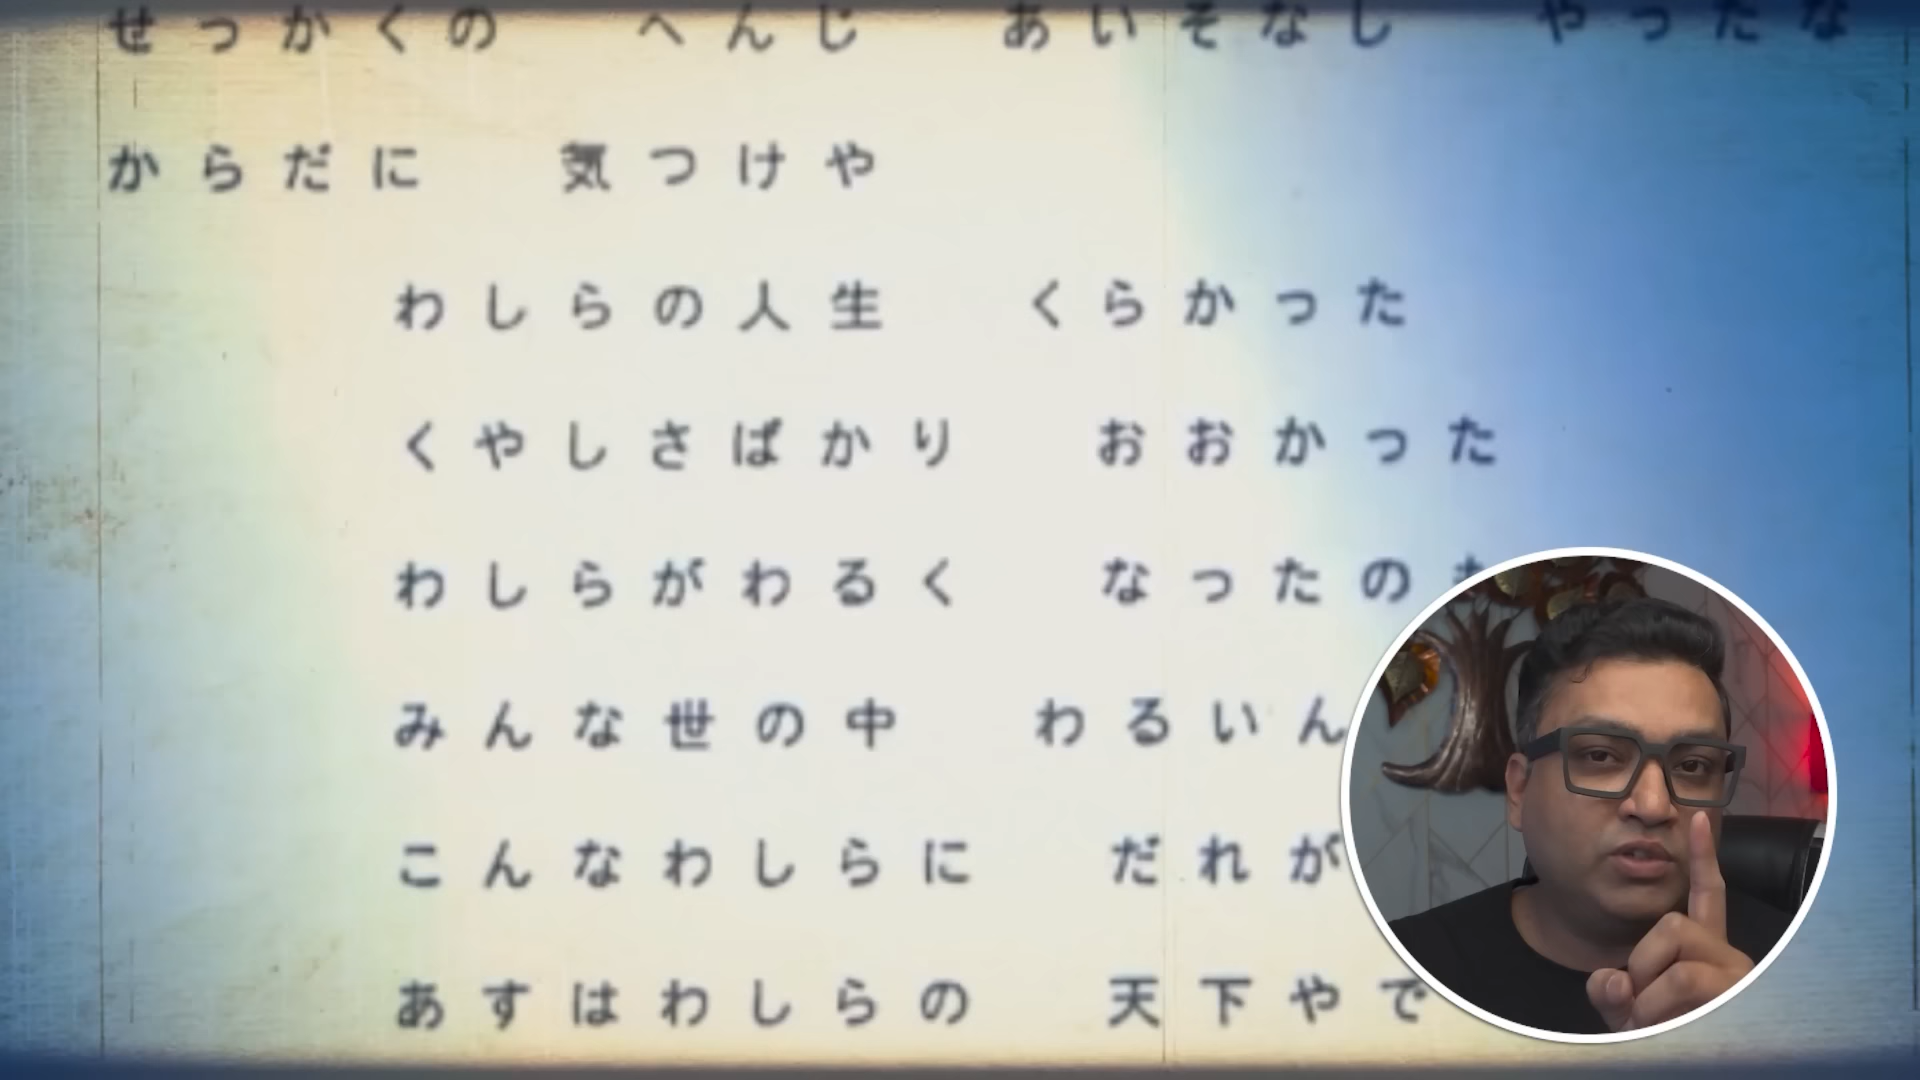 せっかくの　へんじ　あいそなし　やったな
からだに　気つけや
わしらの人生　くらかった
くやしさばかり　おおかった
わしらがわるく　なったの
みんな世の中　わるいん
こんなわしらに　だれが
あすはわしらの　天下やで